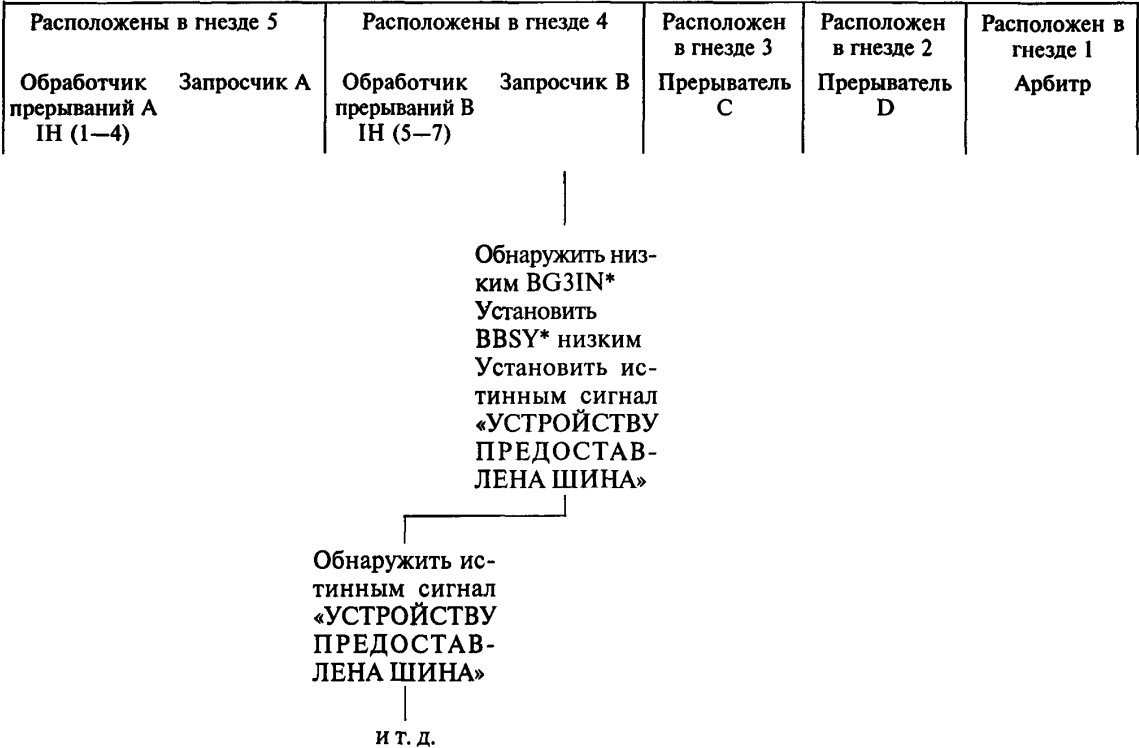 Расположены в гнезде 5
Обработчик прерываний А IH (1—4)
Запросчик А
Расположены в гнезде 4
Обработчик прерываний В IH (5—7)
Запросчик В
Расположен в гнезде 3
Прерыватель С
Расположен в гнезде 2
Прерыватель D
Расположен в гнезде 1
Арбитр
Обнаружить низ-
ким BG3IN*
Установить
BBSY* низким
Установить ис-
тинным сигнал
«УСТРОЙСТВУ
ПРЕДОСТАВ-
ЛЕНА ШИНА»
Обнаружить ис-
тинным сигнал
«УСТРОЙСТВУ
ПРЕДОСТАВ-
ЛЕНА ШИНА»
и т. д.